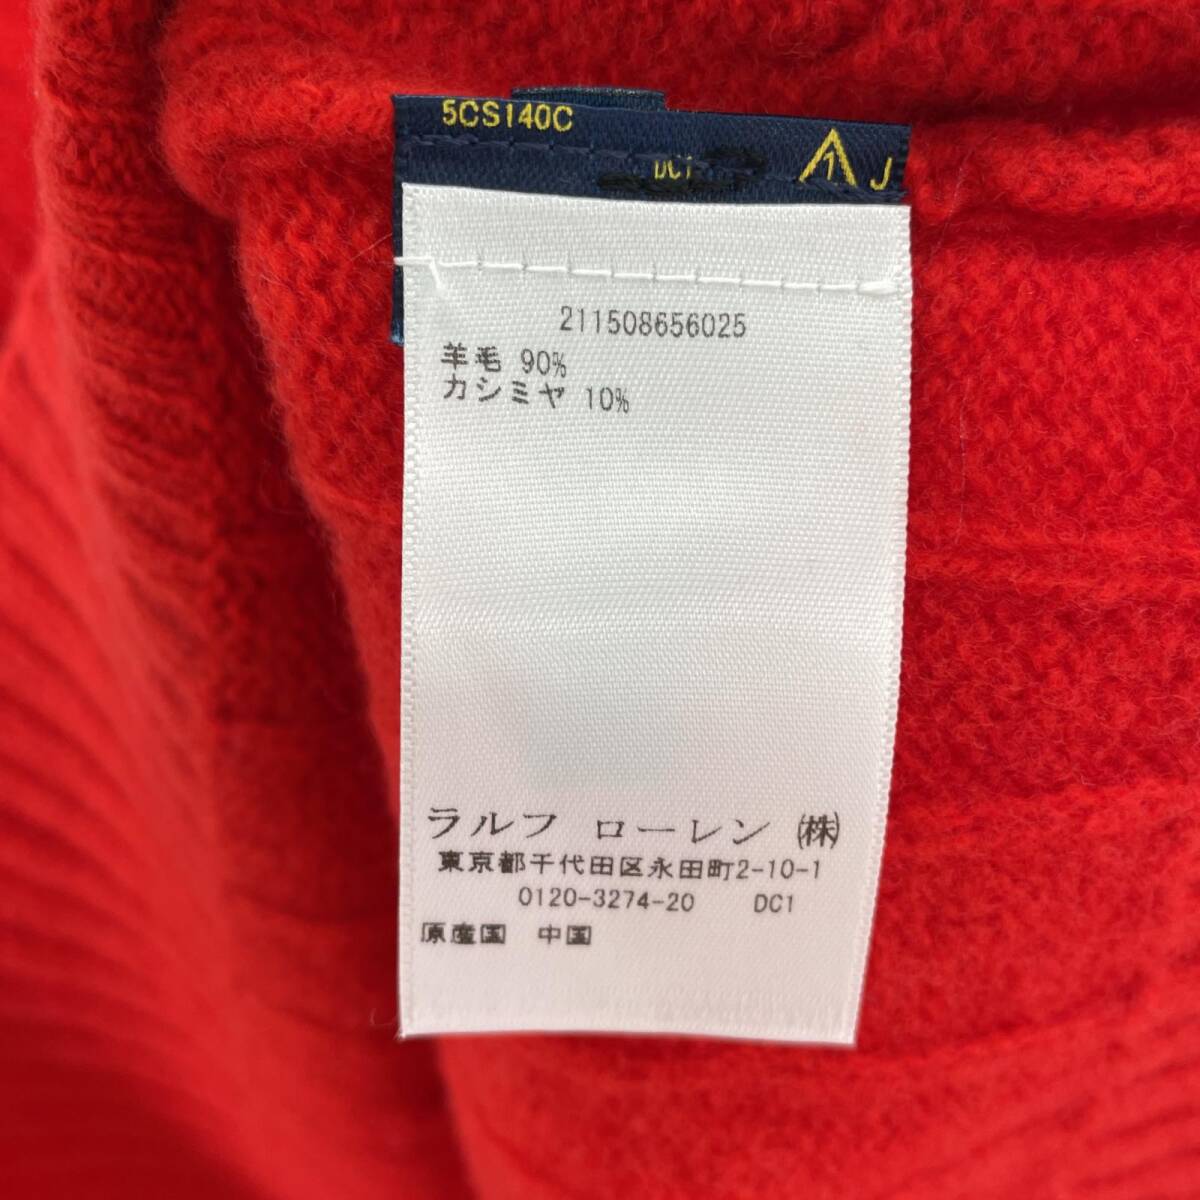 5CS140C
DC1
1 J
211508656025
羊毛 90%
カシミヤ 10%
ラルフ ローレン ㈱
東京都千代田区永田町2-10-1
0120-3274-20 DC1
原産国 中国